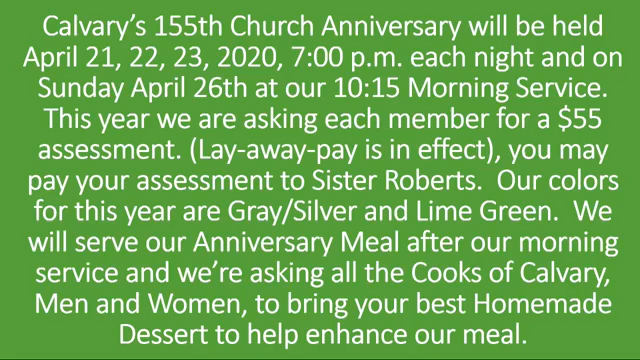 Calvary's 155th Church Anniversary will be held
April 21, 22, 23, 2020, 7:00 p.m. each night and on
Sunday April 26th at our 10:15 Morning Service.
This year we are asking each member for a $55
assessment. (Lay-away-pay is in effect), you may
pay your assessment to Sister Roberts.  Our colors
for this year are Gray/Silver and Lime Green.  We
will serve our Anniversary Meal after our morning
service and we're asking all the Cooks of Calvary,
Men and Women, to bring your best Homemade
Dessert to help enhance our meal.